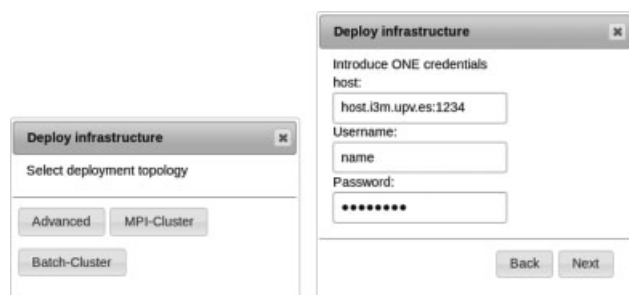 Deploy infrastructure
Select deployment topology
Advanced
MPI-Cluster
Batch-Cluster
Deploy infrastructure
Introduce ONE credentials
host:
host.i3m.upv.es:1234
Username:
name
Password:
••••••••
Back
Next